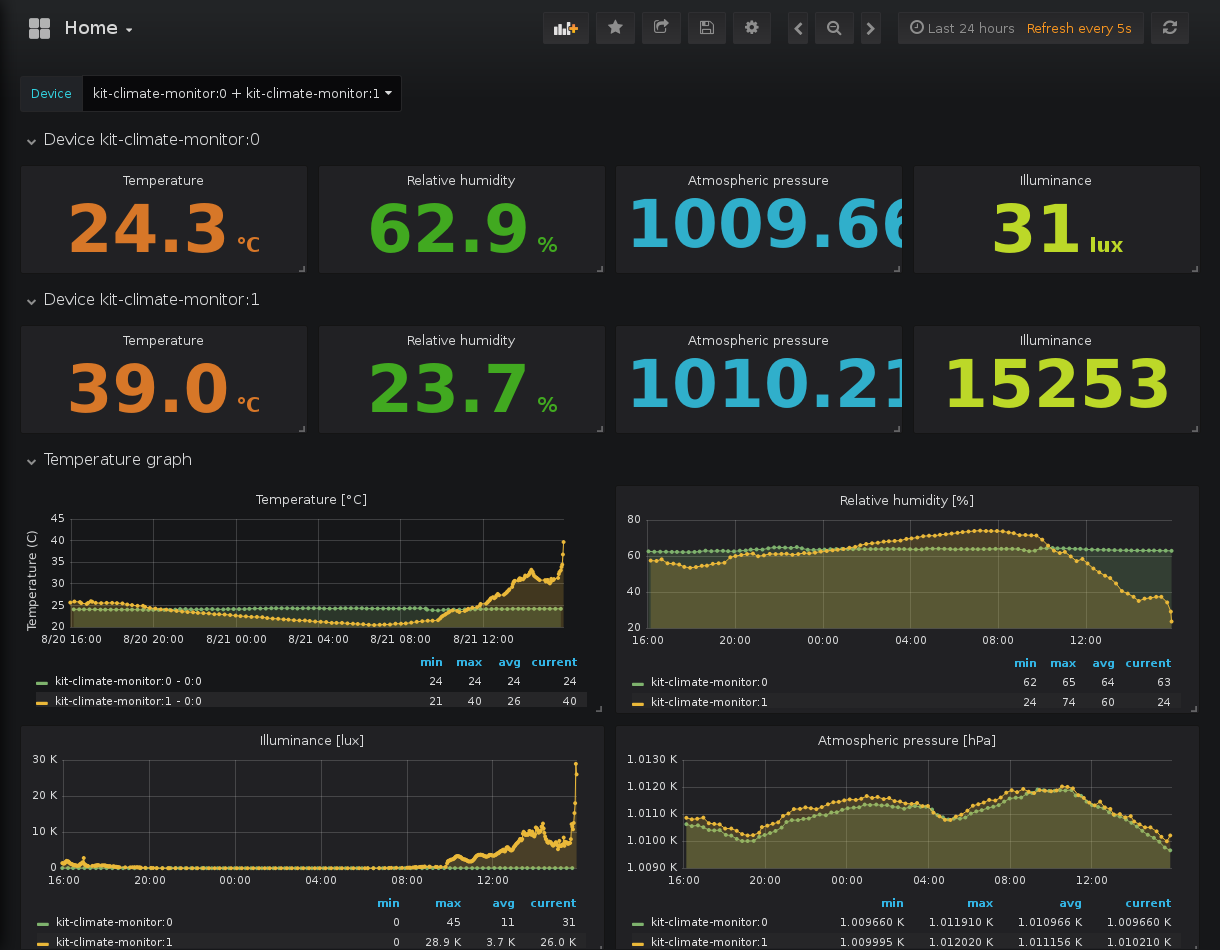 Home
Last 24 hours Refresh every 5s
Device kit-climate-monitor:0 + kit-climate-monitor:1
Device kit-climate-monitor:0
Temperature Relative humidity Atmospheric pressure Illuminance
24.3 °C 62.9 % 1009.66 31 lux
Device kit-climate-monitor:1
Temperature Relative humidity Atmospheric pressure Illuminance
39.0 °C 23.7 % 1010.21 15253
Temperature graph
Temperature [°C]
Temperature (C)
45
40
35
30
25
20
8/20 16:00 8/20 20:00 8/21 00:00 8/21 04:00 8/21 08:00 8/21 12:00
min max avg current
kit-climate-monitor:0 - 0:0 24 24 24 24
kit-climate-monitor:1 - 0:0 21 40 26 40
Relative humidity [%]
80
60
40
20
16:00 20:00 00:00 04:00 08:00 12:00
min max avg current
kit-climate-monitor:0 62 65 64 63
kit-climate-monitor:1 24 74 60 24
Illuminance [lux]
30 K
20 K
10 K
0
16:00 20:00 00:00 04:00 08:00 12:00
min max avg current
kit-climate-monitor:0 0 45 11 31
kit-climate-monitor:1 0 28.9 K 3.7 K 26.0 K
Atmospheric pressure [hPa]
1.0130 K
1.0120 K
1.0110 K
1.0100 K
1.0090 K
16:00 20:00 00:00 04:00 08:00 12:00
min max avg current
kit-climate-monitor:0 1.009660 K 1.011910 K 1.010966 K 1.009660 K
kit-climate-monitor:1 1.009995 K 1.012020 K 1.011156 K 1.010210 K